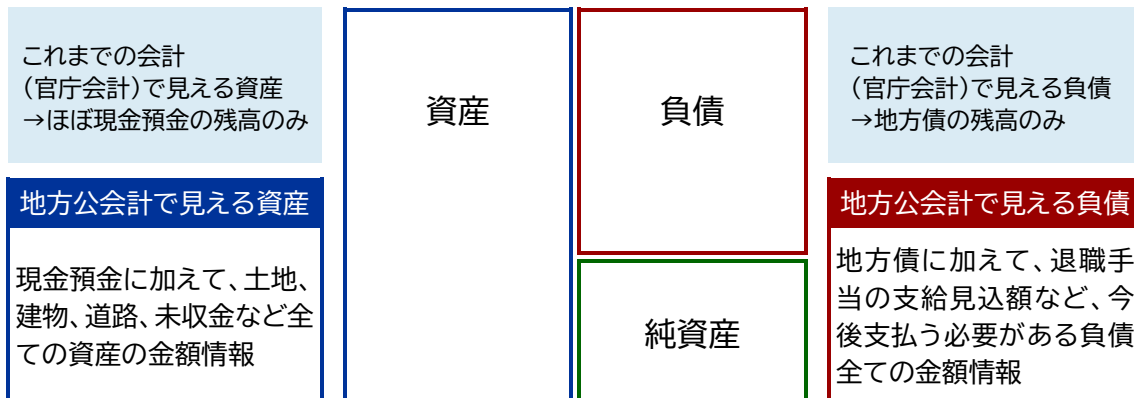 これまでの会計
（官庁会計）で見える資産
→ほぼ現金預金の残高のみ
地方公会計で見える資産
現金預金に加えて、土地、
建物、道路、未収金など全
ての資産の金額情報
資産
負債
純資産
これまでの会計
（官庁会計）で見える負債
→地方債の残高のみ
地方公会計で見える負債
地方債に加えて、退職手
当の支給見込額など、今
後支払う必要がある負債
全ての金額情報